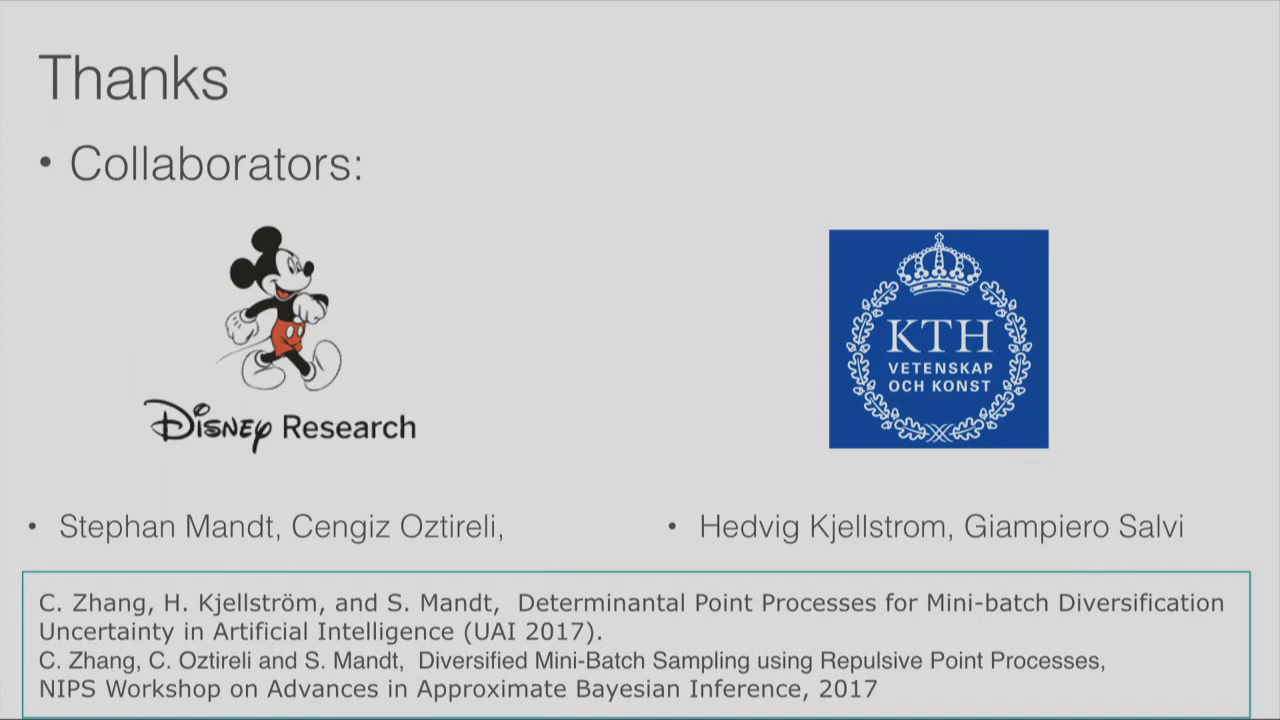 Thanks
• Collaborators:
Disney Research
KTH
VETENSKAP
OCH KONST
• Stephan Mandt, Cengiz Oztireli,
• Hedvig Kjellstrom, Giampiero Salvi
C. Zhang, H. Kjellström, and S. Mandt, Determinantal Point Processes for Mini-batch Diversification
Uncertainty in Artificial Intelligence (UAI 2017).
C. Zhang, C. Oztireli and S. Mandt, Diversified Mini-Batch Sampling using Repulsive Point Processes,
NIPS Workshop on Advances in Approximate Bayesian Inference, 2017